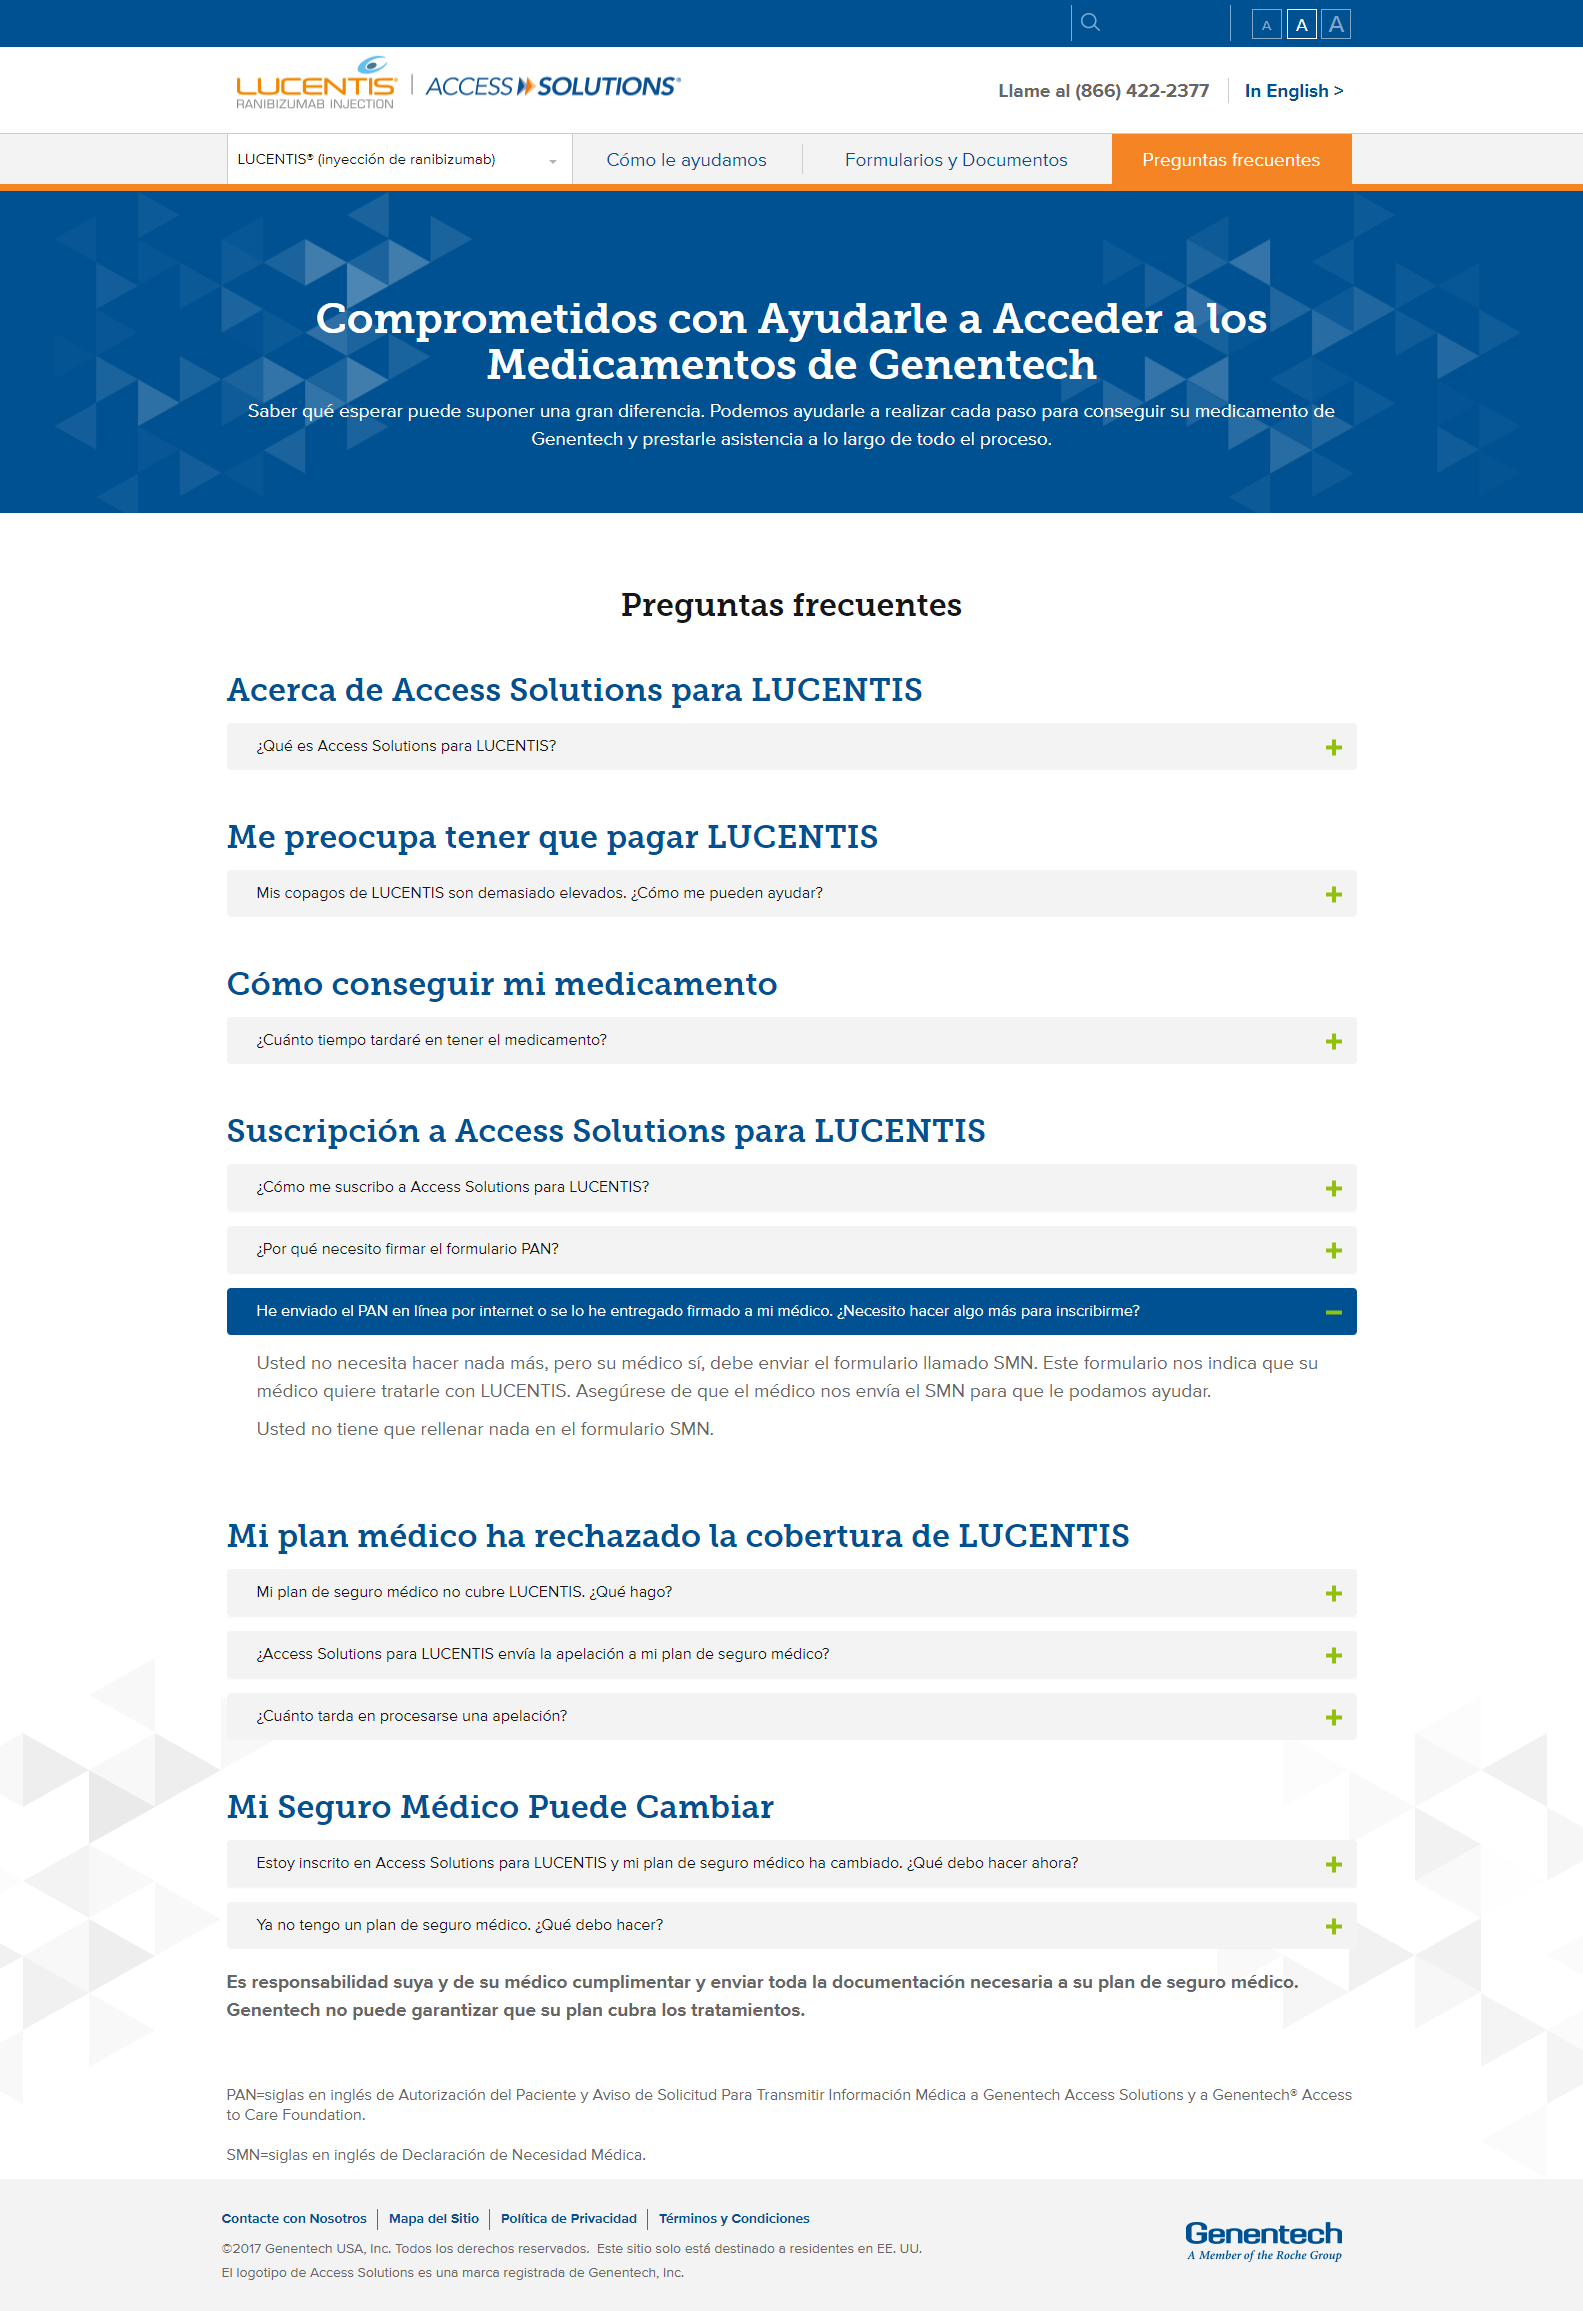 A A A
LUCENTIS®
RANIBIZUMAB INJECTION
ACCESS SOLUTIONS®
Llame al (866) 422-2377
In English >
LUCENTIS® (inyección de ranibizumab)
Cómo le ayudamos
Formularios y Documentos
Preguntas frecuentes
Comprometidos con Ayudarle a Acceder a los
Medicamentos de Genentech
Saber qué esperar puede suponer una gran diferencia. Podemos ayudarle a realizar cada paso para conseguir su medicamento de
Genentech y prestarle asistencia a lo largo de todo el proceso.
Preguntas frecuentes
Acerca de Access Solutions para LUCENTIS
¿Qué es Access Solutions para LUCENTIS?
Me preocupa tener que pagar LUCENTIS
Mis copagos de LUCENTIS son demasiado elevados. ¿Cómo me pueden ayudar?
Cómo conseguir mi medicamento
¿Cuánto tiempo tardaré en tener el medicamento?
Suscripción a Access Solutions para LUCENTIS
¿Cómo me suscribo a Access Solutions para LUCENTIS?
¿Por qué necesito firmar el formulario PAN?
He enviado el PAN en línea por internet o se lo he entregado firmado a mi médico. ¿Necesito hacer algo más para inscribirme?
Usted no necesita hacer nada más, pero su médico sí, debe enviar el formulario llamado SMN. Este formulario nos indica que su
médico quiere tratarle con LUCENTIS. Asegúrese de que el médico nos envía el SMN para que le podamos ayudar.
Usted no tiene que rellenar nada en el formulario SMN.
Mi plan médico ha rechazado la cobertura de LUCENTIS
Mi plan de seguro médico no cubre LUCENTIS. ¿Qué hago?
¿Access Solutions para LUCENTIS envía la apelación a mi plan de seguro médico?
¿Cuánto tarda en procesarse una apelación?
Mi Seguro Médico Puede Cambiar
Estoy inscrito en Access Solutions para LUCENTIS y mi plan de seguro médico ha cambiado. ¿Qué debo hacer ahora?
Ya no tengo un plan de seguro médico. ¿Qué debo hacer?
Es responsabilidad suya y de su médico cumplimentar y enviar toda la documentación necesaria a su plan de seguro médico.
Genentech no puede garantizar que su plan cubra los tratamientos.
PAN=siglas en inglés de Autorización del Paciente y Aviso de Solicitud Para Transmitir Información Médica a Genentech Access Solutions y a Genentech® Access
to Care Foundation.
SMN=siglas en inglés de Declaración de Necesidad Médica.
Contacte con Nosotros
Mapa del Sitio
Política de Privacidad
Términos y Condiciones
©2017 Genentech USA, Inc. Todos los derechos reservados. Este sitio solo está destinado a residentes en EE. UU.
El logotipo de Access Solutions es una marca registrada de Genentech, Inc.
Genentech
A Member of the Roche Group